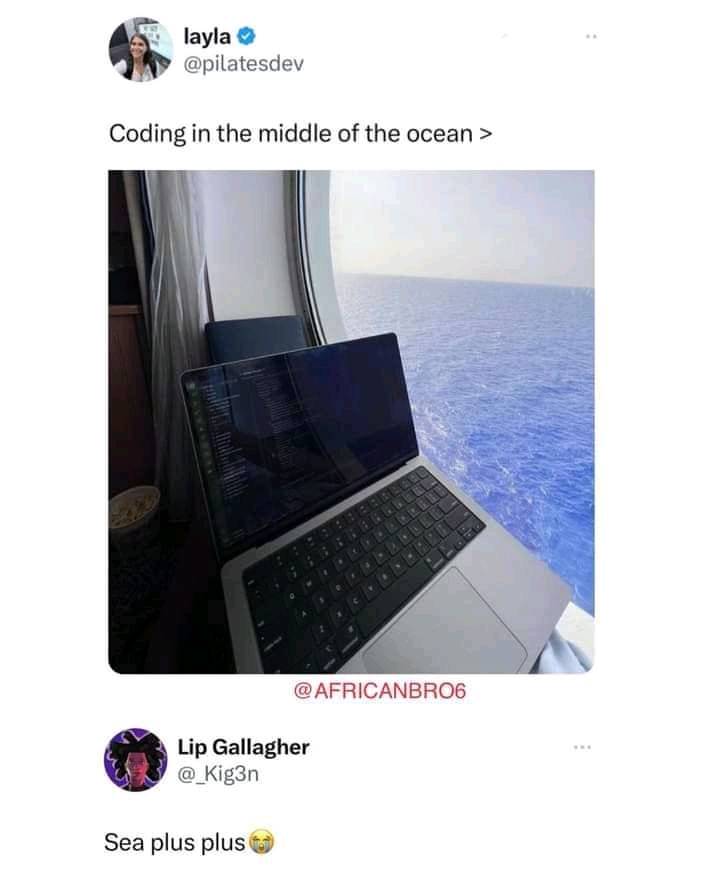 layla
@pilatesdev
Coding in the middle of the ocean >
@AFRICANBRO6
Lip Gallagher
@_Kig3n
Sea plus plus😭